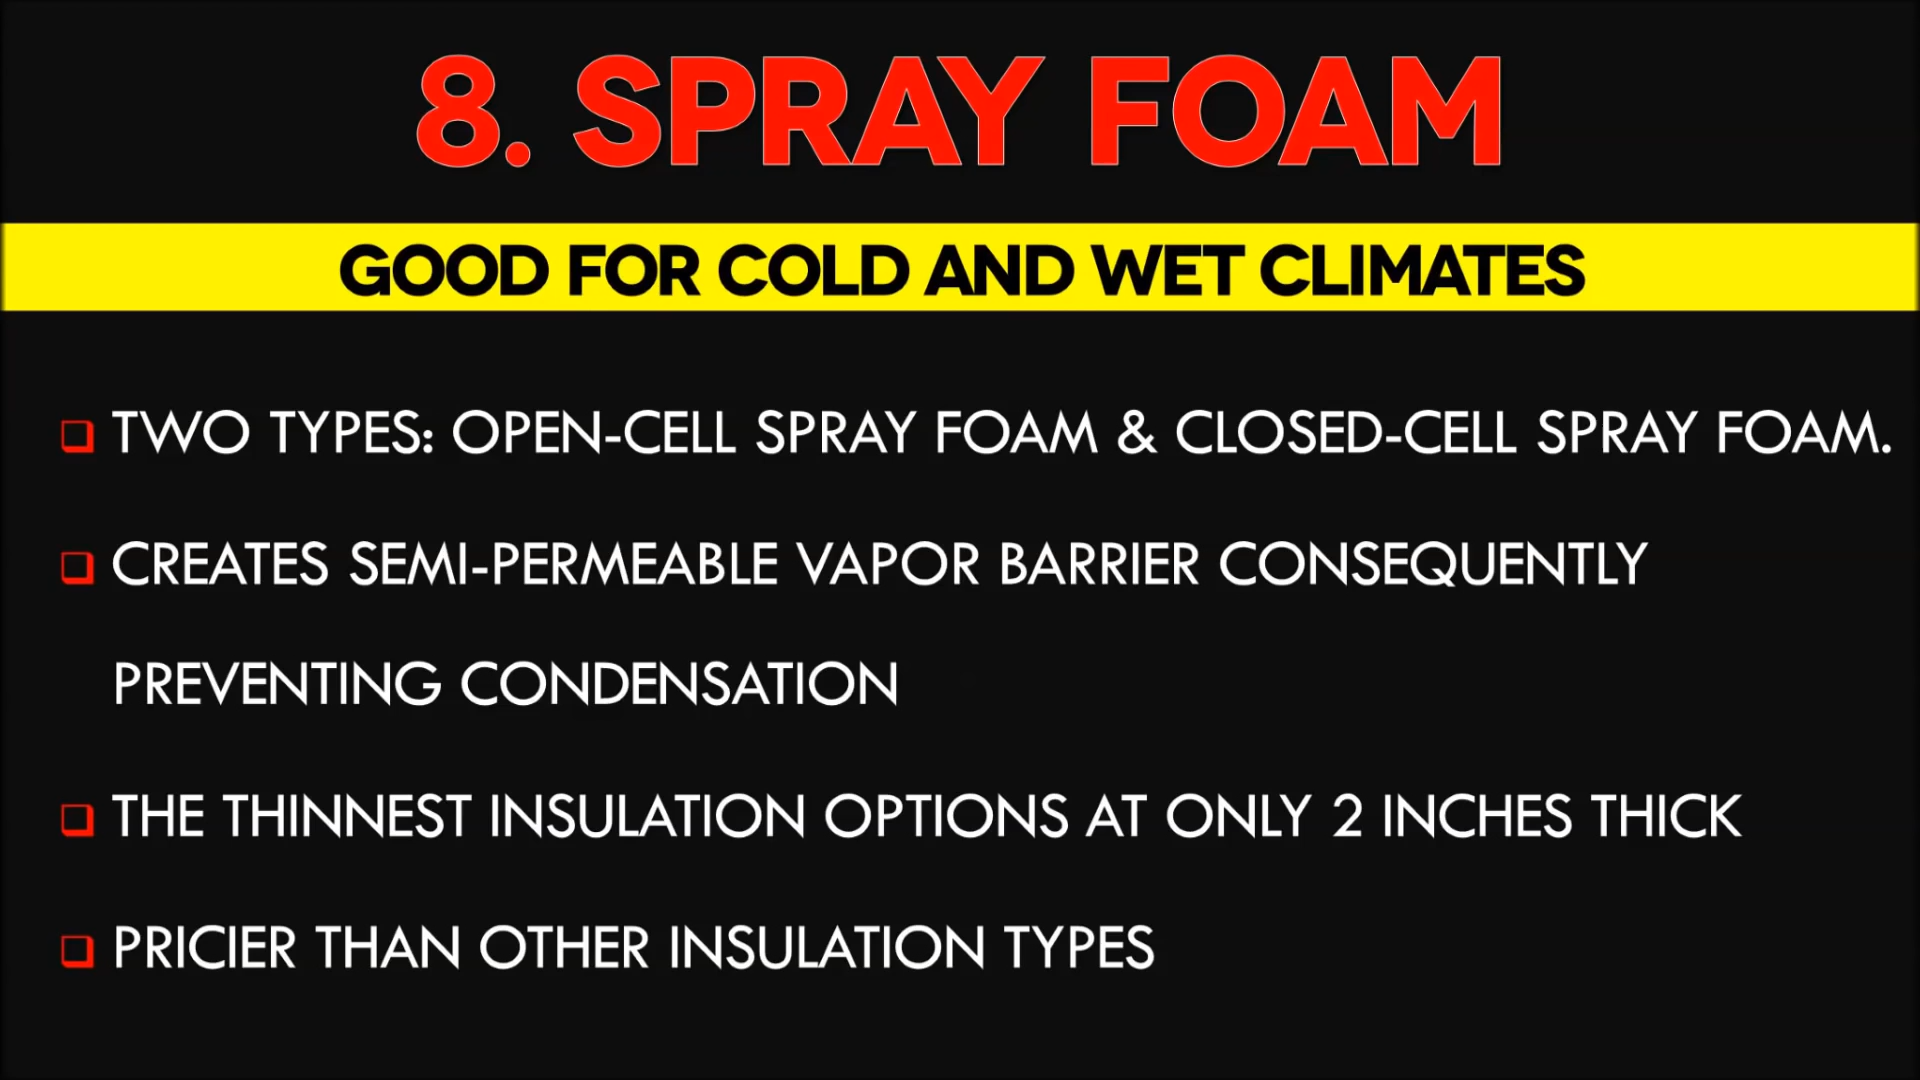 8. SPRAY FOAM
GOOD FOR COLD AND WET CLIMATES
TWO TYPES: OPEN-CELL SPRAY FOAM & CLOSED-CELL SPRAY FOAM.
CREATES SEMI-PERMEABLE VAPOR BARRIER CONSEQUENTLY
PREVENTING CONDENSATION
THE THINNEST INSULATION OPTIONS AT ONLY 2 INCHES THICK
PRICIER THAN OTHER INSULATION TYPES